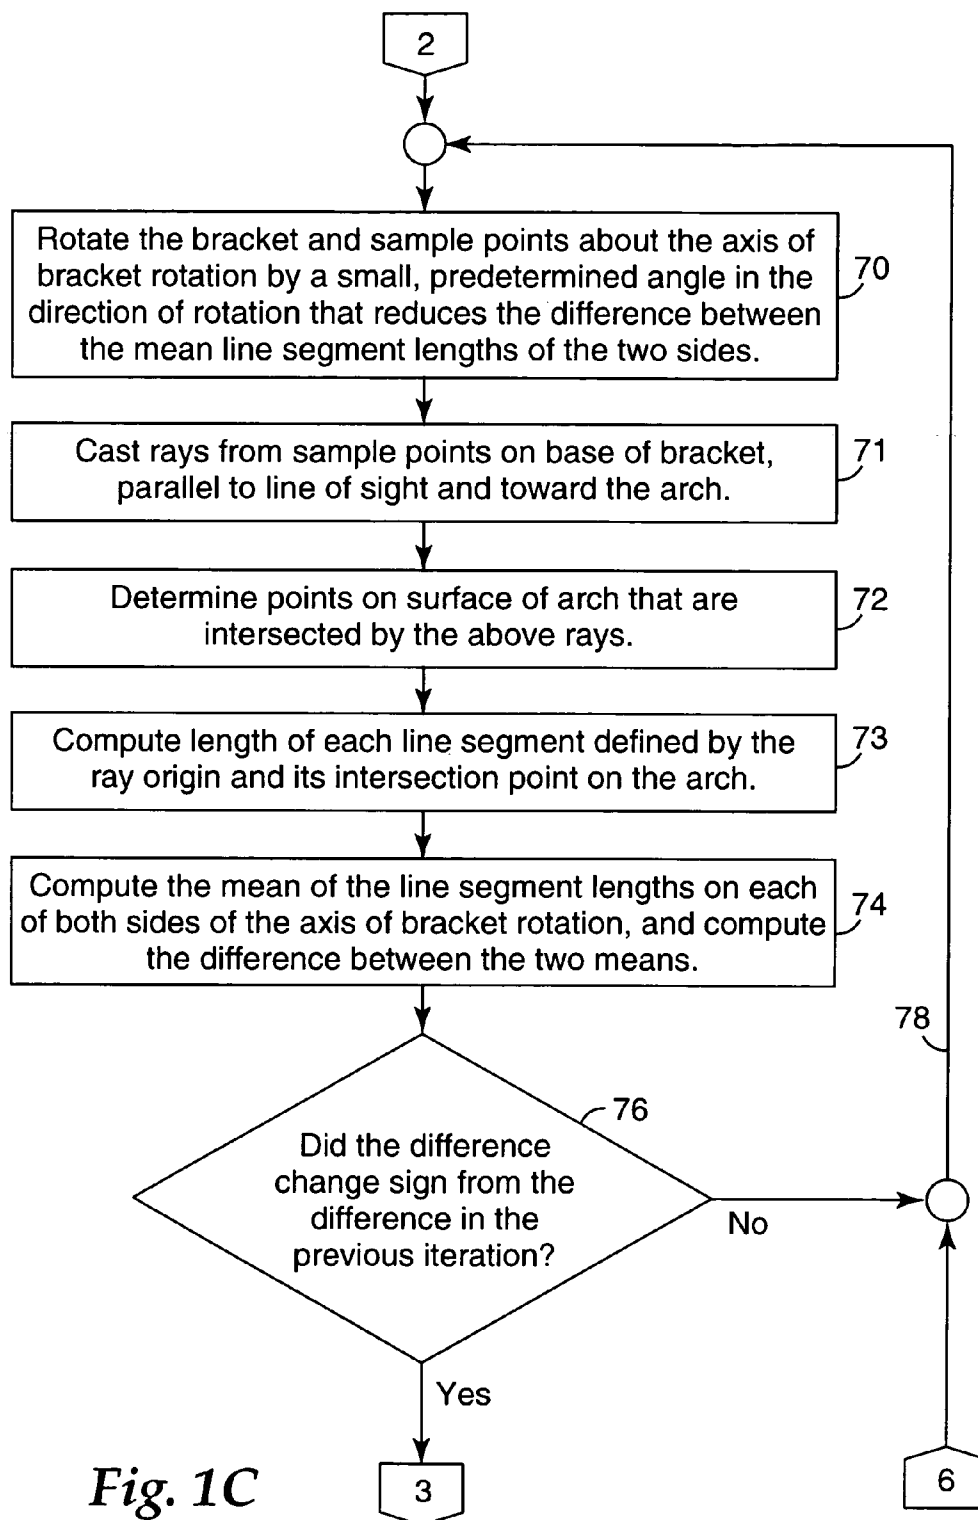 2
Rotate the bracket and sample points about the axis of
bracket rotation by a small, predetermined angle in the
direction of rotation that reduces the difference between
the mean line segment lengths of the two sides.
70
Cast rays from sample points on base of bracket,
parallel to line of sight and toward the arch.
71
Determine points on surface of arch that are
intersected by the above rays.
72
Compute length of each line segment defined by the
ray origin and its intersection point on the arch.
73
Compute the mean of the line segment lengths on each
of both sides of the axis of bracket rotation, and compute
the difference between the two means.
74
78
76
Did the difference
change sign from the
difference in the
previous iteration?
No
Yes
3
6
Fig. 1C